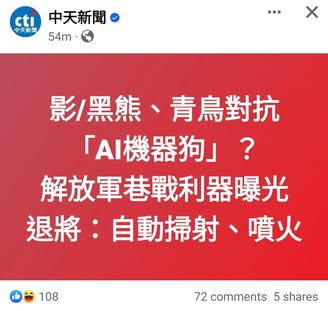 cti
中天新聞
中天新聞
54m
影/黑熊、青鳥對抗
「AI機器狗」？
解放軍巷戰利器曝光
退將：自動掃射、噴火
108
72 comments 5 shares